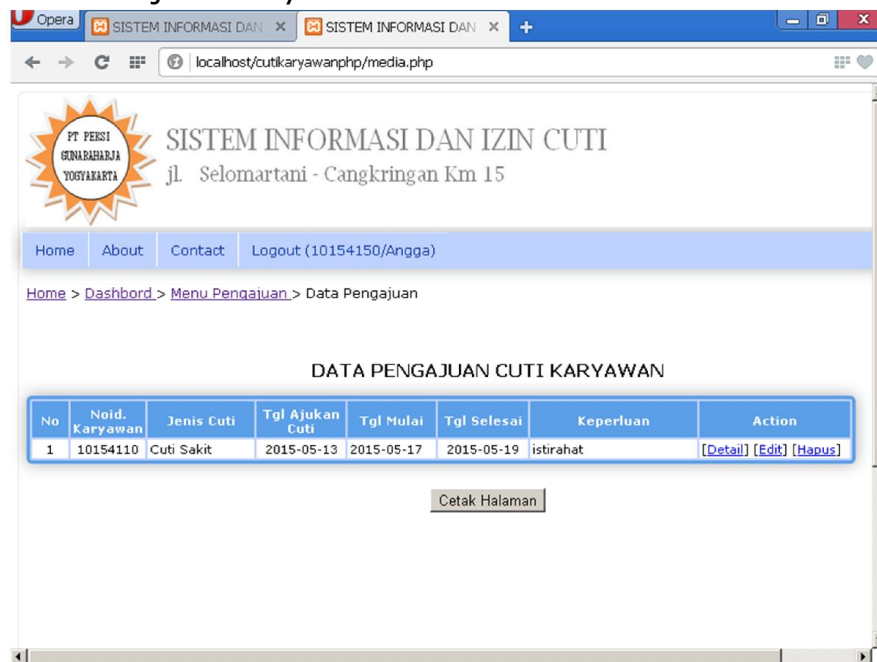 Opera
SISTEM INFORMASI DAN
SISTEM INFORMASI DAN
localhost/cutikaryawanphp/media.php
PT PERSI
GUNARAHARJA
YOGYAKARTA
SISTEM INFORMASI DAN IZIN CUTI
jl. Selomartani - Cangkringan Km 15
Home About Contact Logout (10154150/Angga)
Home > Dashbord > Menu Pengajuan > Data Pengajuan
DATA PENGAJUAN CUTI KARYAWAN
No Noid. Karyawan Jenis Cuti Tgl Ajukan Cuti Tgl Mulai Tgl Selesai Keperluan Action
1 10154110 Cuti Sakit 2015-05-13 2015-05-17 2015-05-19 istirahat [Detail] [Edit] [Hapus]
Cetak Halaman